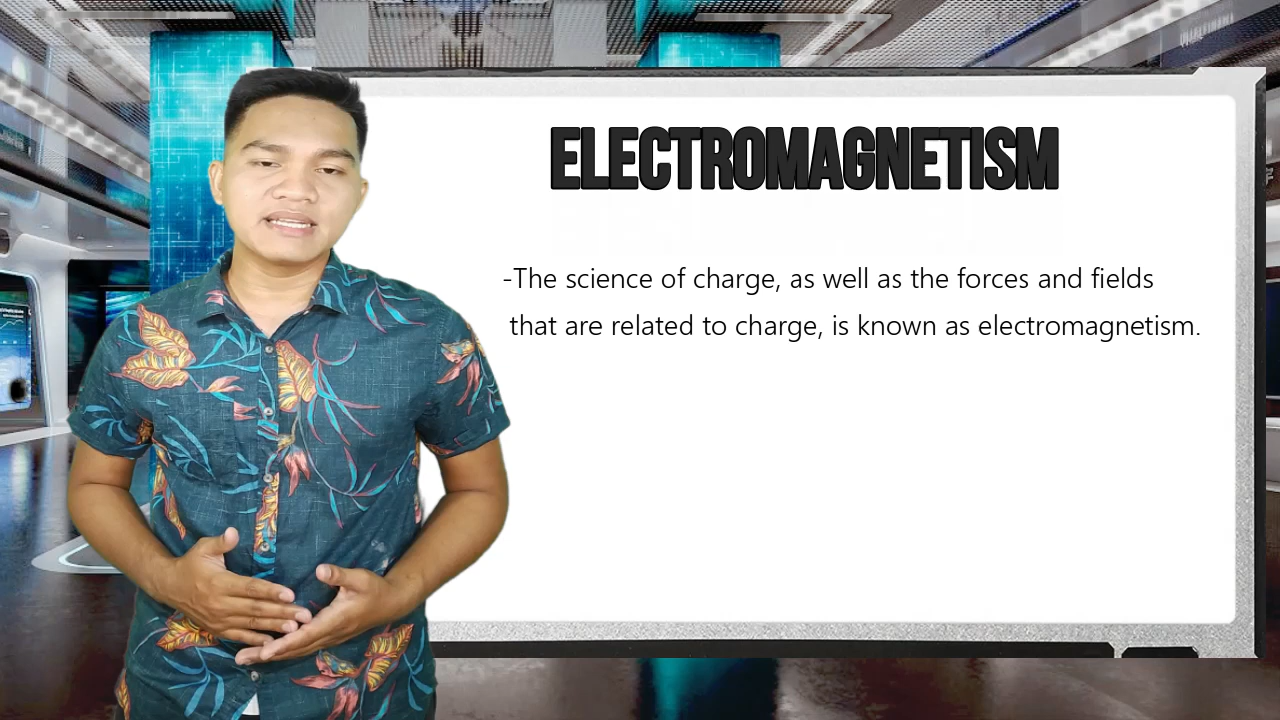 ELECTROMAGNETISM
-The science of charge, as well as the forces and fields
that are related to charge, is known as electromagnetism.